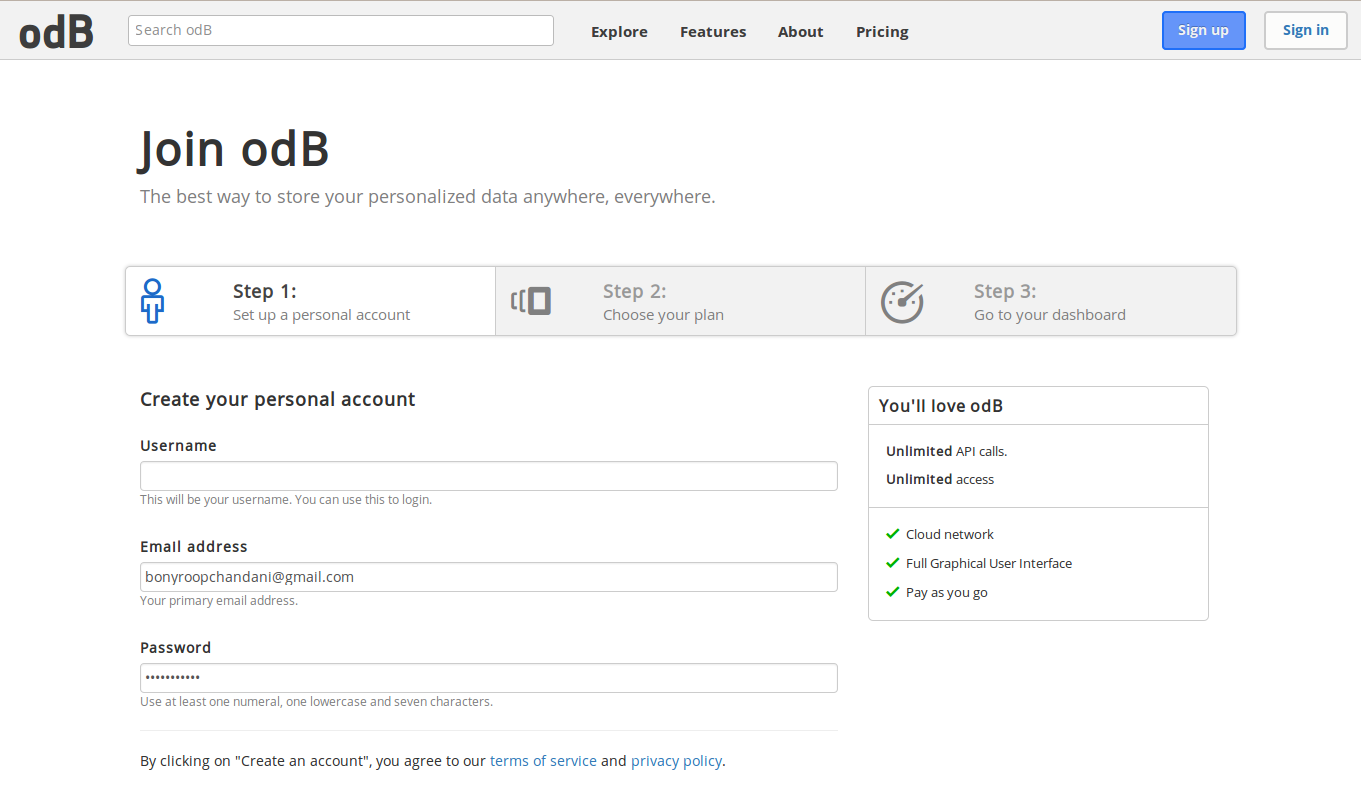 odB
Search odB
Explore
Features
About
Pricing
Sign up
Sign in
Join odB
The best way to store your personalized data anywhere, everywhere.
Step 1:
Set up a personal account
Step 2:
Choose your plan
Step 3:
Go to your dashboard
Create your personal account
Username
This will be your username. You can use this to login.
Email address
bonyroopchandani@gmail.com
Your primary email address.
Password
•••••••••••
Use at least one numeral, one lowercase and seven characters.
By clicking on "Create an account", you agree to our terms of service and privacy policy.
You'll love odB
Unlimited API calls.
Unlimited access
Cloud network
Full Graphical User Interface
Pay as you go